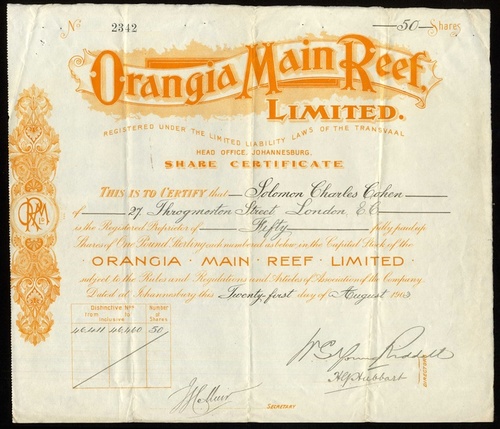 No 2342 —50— Shares
Orangia Main Reef,
LIMITED.
REGISTERED UNDER THE LIMITED LIABILITY LAWS OF THE TRANSVAAL
HEAD OFFICE, JOHANNESBURG.
SHARE CERTIFICATE
THIS IS TO CERTIFY that Solomon Charles Cohen
of 27, Throgmorton Street London, E.C.
is the Registered Proprietor of Fifty fully paid up
Shares of One Pound Sterling each numbered as below in the Capital Stock of the
ORANGIA · MAIN · REEF · LIMITED ·
subject to the Rules and Regulations and Articles of Association of the Company.
Dated at Johannesburg this Twenty-first day of August 1903
Distinctive Nos Number
from to of
inclusive Shares
46,411 46,460 50
DIRECTORS
SECRETARY